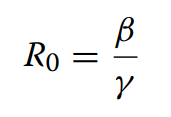 R₀ = β/γ